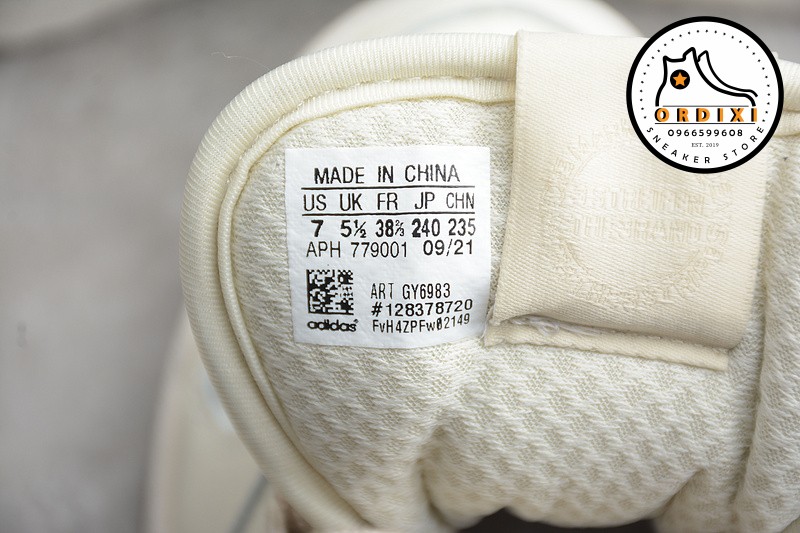 MADE IN CHINA
US UK FR JP CHN
7 5½ 38⅔ 240 235
APH 779001 09/21
ART GY6983
#128378720
adidas
FvH4ZPFw02149
ORDIXI
0966599608
EST, 2019
SNEAKER STORE